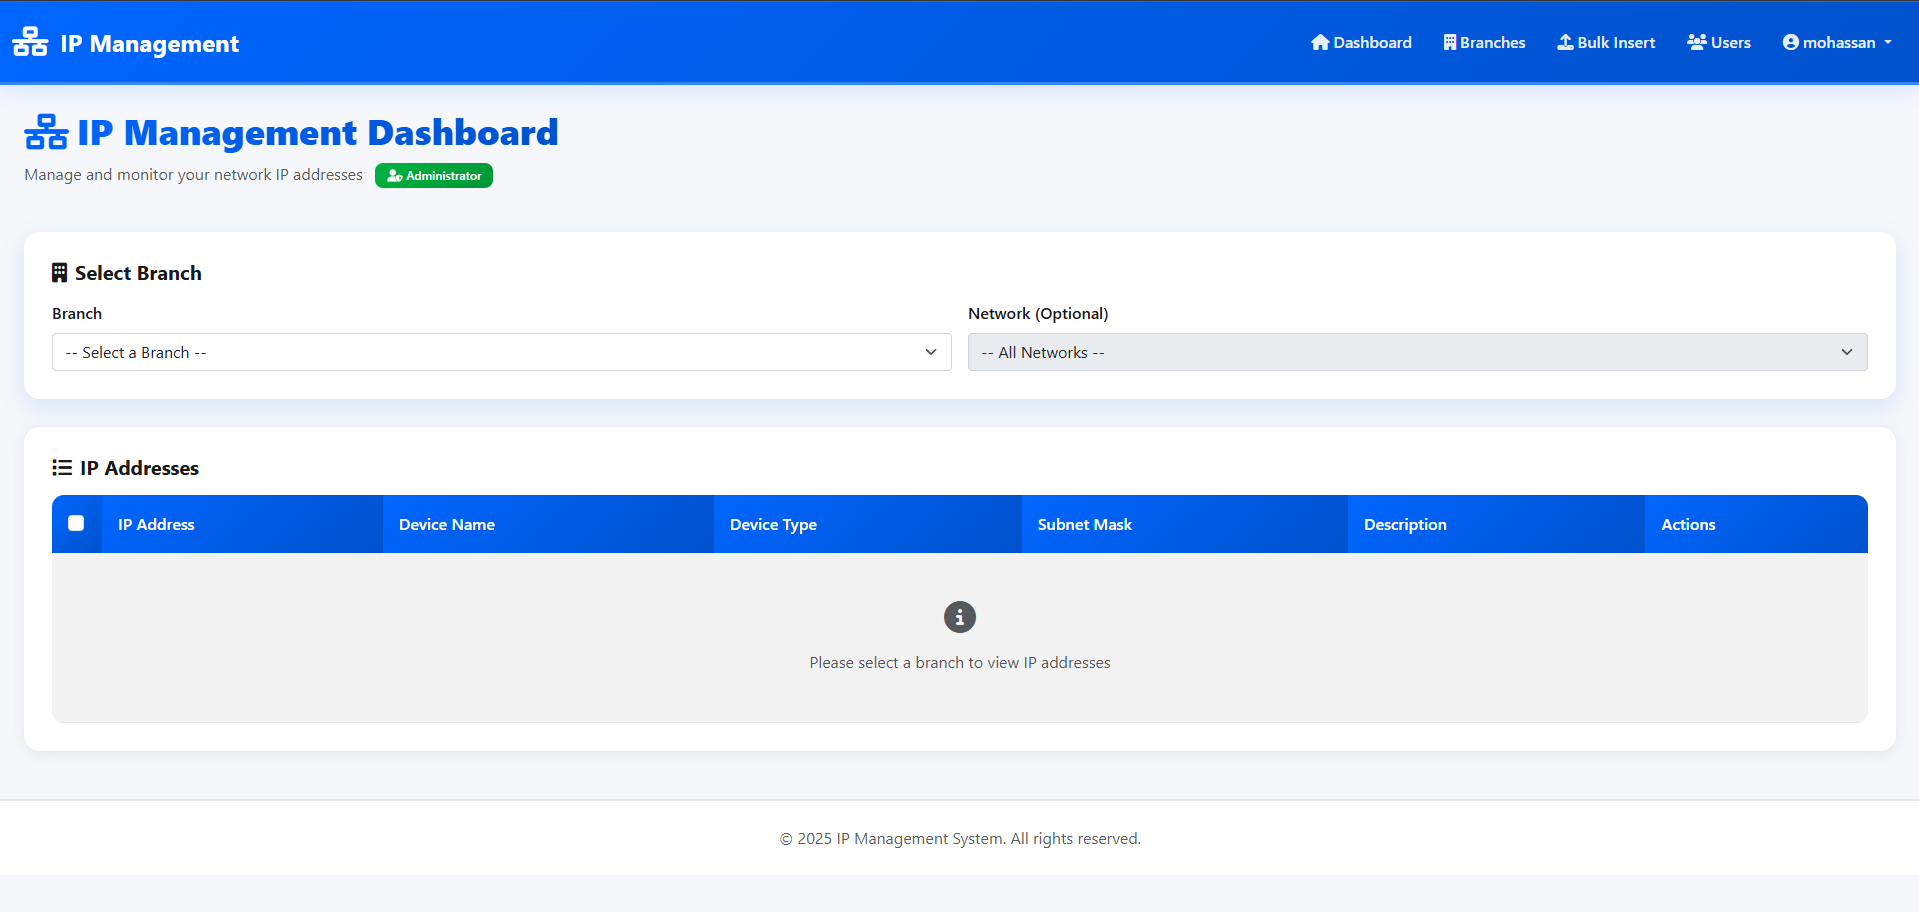 IP Management
Dashboard
Branches
Bulk Insert
Users
mohassan
IP Management Dashboard
Manage and monitor your network IP addresses
Administrator
Select Branch
Branch
Network (Optional)
-- Select a Branch --
-- All Networks --
IP Addresses
IP Address
Device Name
Device Type
Subnet Mask
Description
Actions
Please select a branch to view IP addresses
© 2025 IP Management System. All rights reserved.